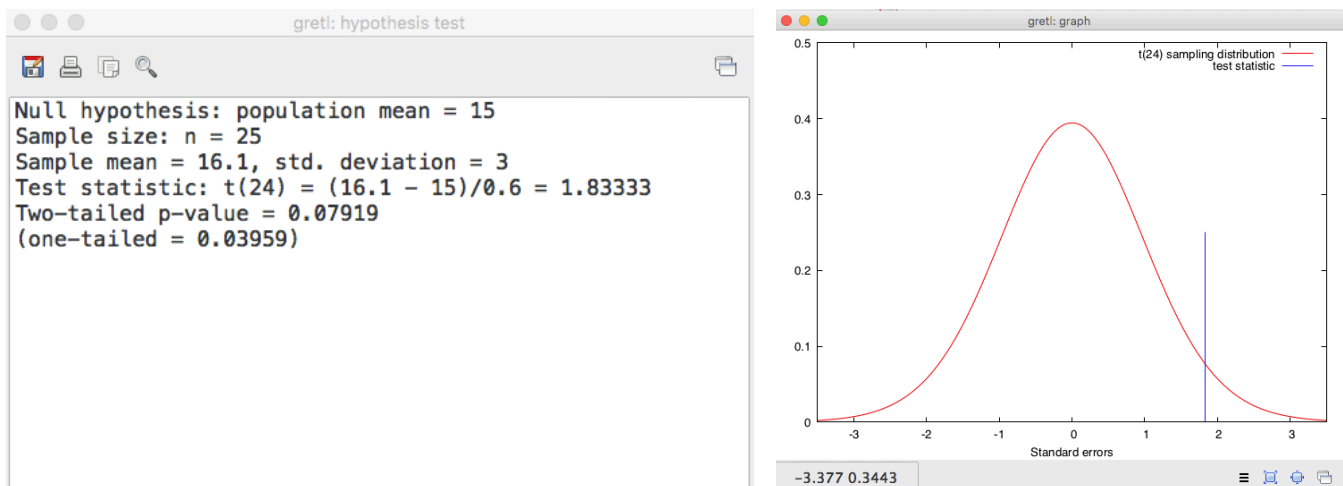 gretl: hypothesis test
Null hypothesis: population mean = 15
Sample size: n = 25
Sample mean = 16.1, std. deviation = 3
Test statistic: t(24) = (16.1 - 15)/0.6 = 1.83333
Two-tailed p-value = 0.07919
(one-tailed = 0.03959)
gretl: graph
t(24) sampling distribution
test statistic
0.5
0.4
0.3
0.2
0.1
0
-3 -2 -1 0 1 2 3
Standard errors
-3.377 0.3443